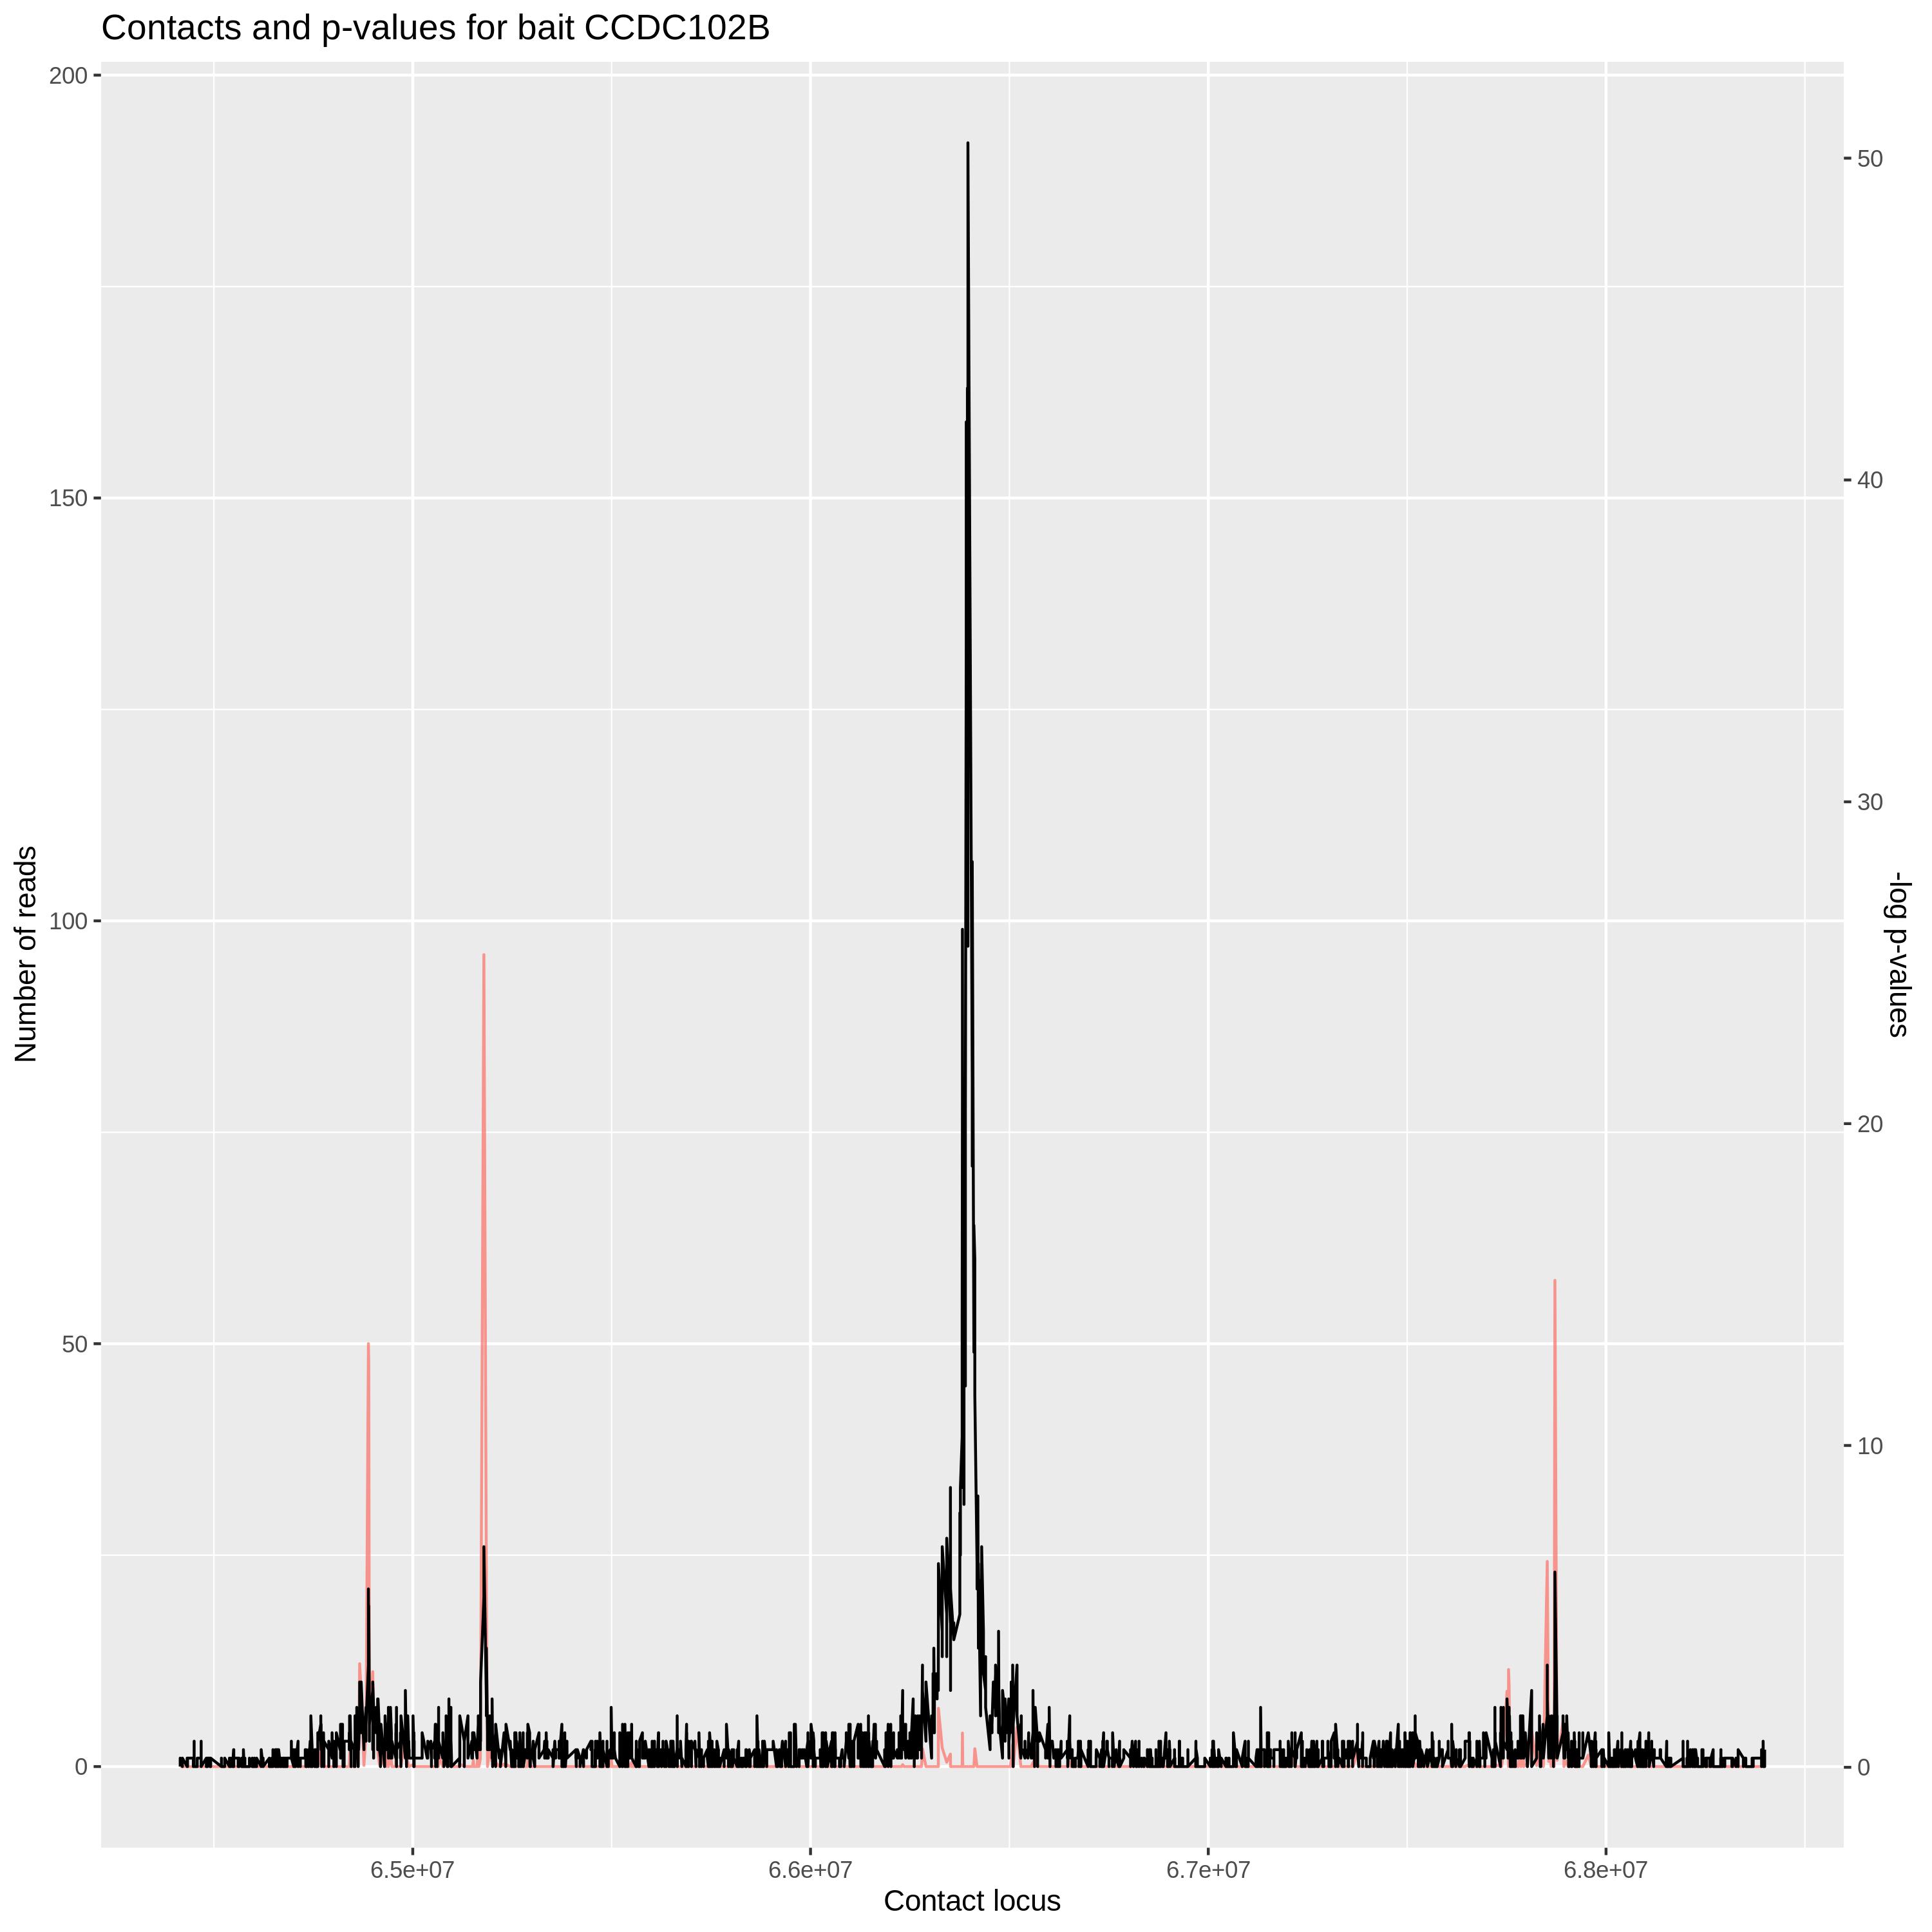 Contacts and p-values for bait CCDC102B
200
150
100
50
0
Number of reads
50
40
30
20
10
0
-log p-values
6.5e+07
6.6e+07
6.7e+07
6.8e+07
Contact locus